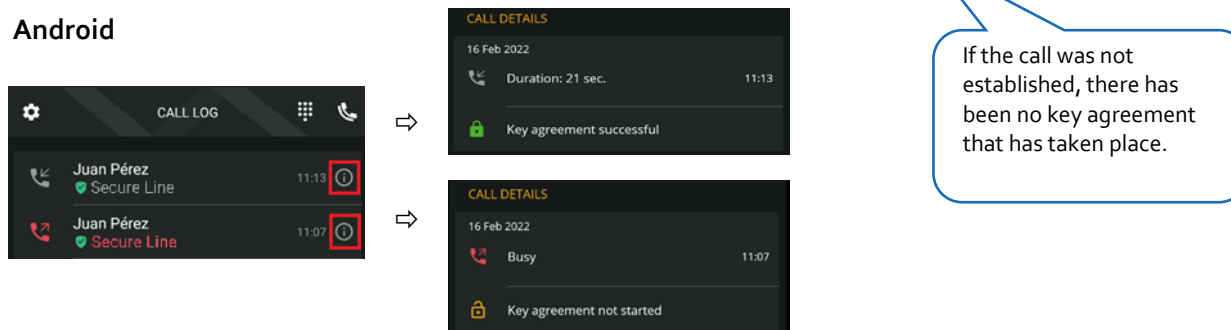 Android
CALL LOG
Juan Pérez
Secure Line
11:13
Juan Pérez
Secure Line
11:07
CALL DETAILS
16 Feb 2022
Duration: 21 sec.
11:13
Key agreement successful
CALL DETAILS
16 Feb 2022
Busy
11:07
Key agreement not started
If the call was not
established, there has
been no key agreement
that has taken place.